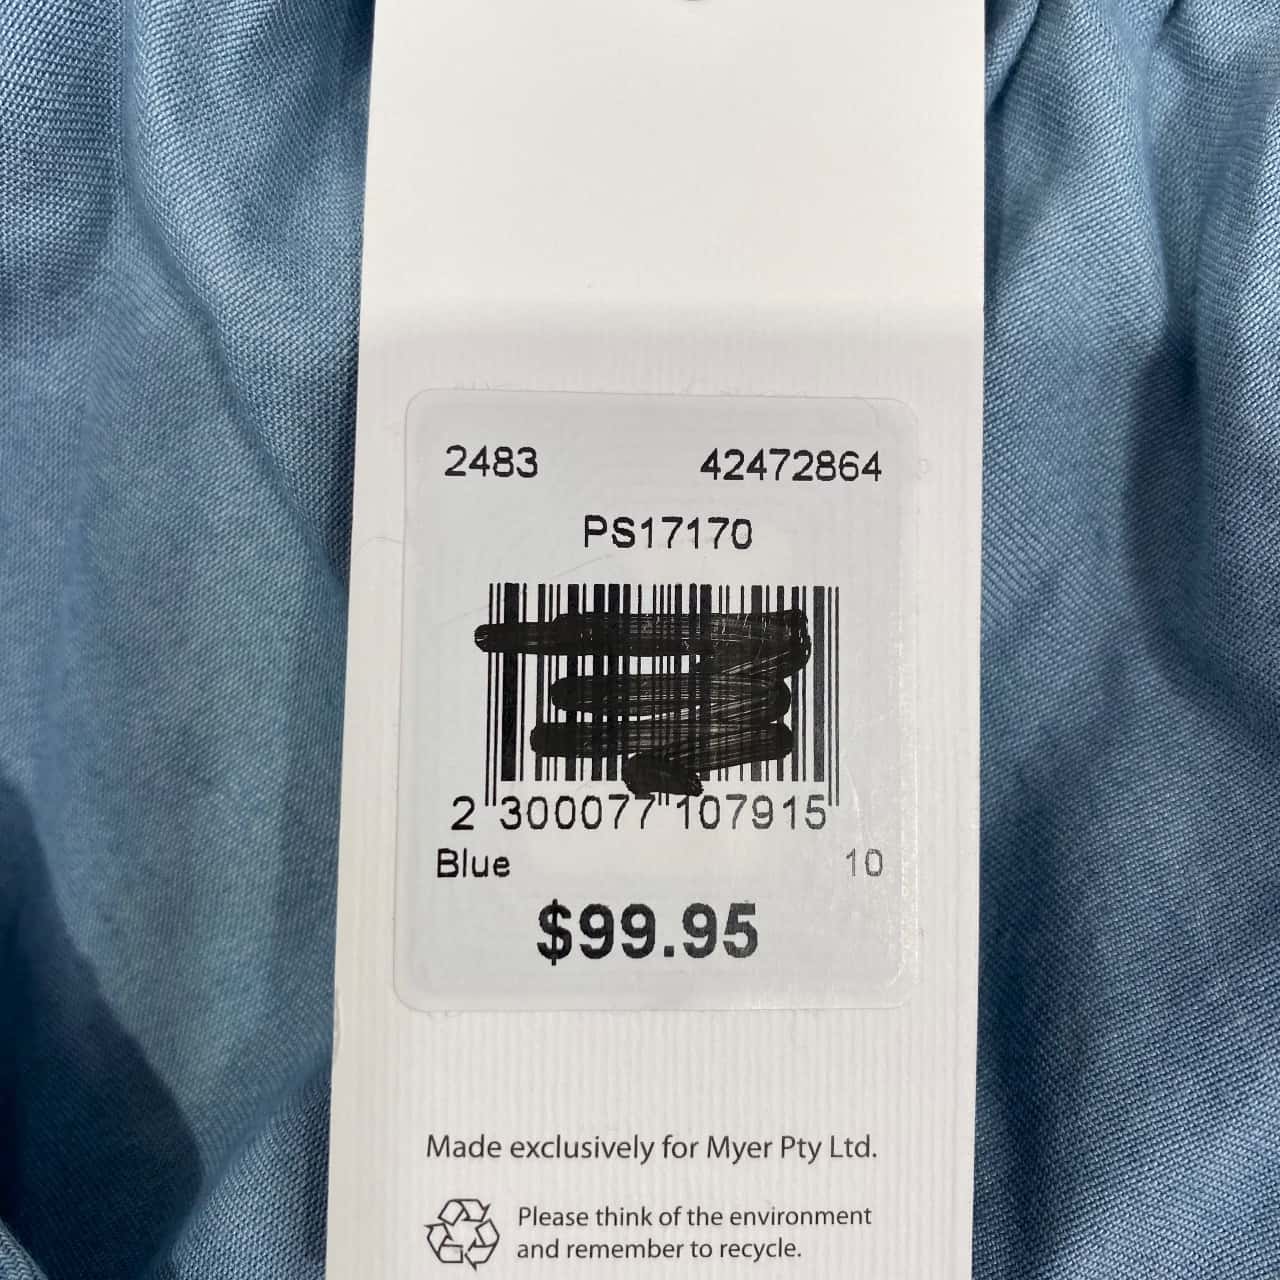 2483 42472864
PS17170
2 300077 107915
Blue 10
$99.95
Made exclusively for Myer Pty Ltd.
Please think of the environment
and remember to recycle.